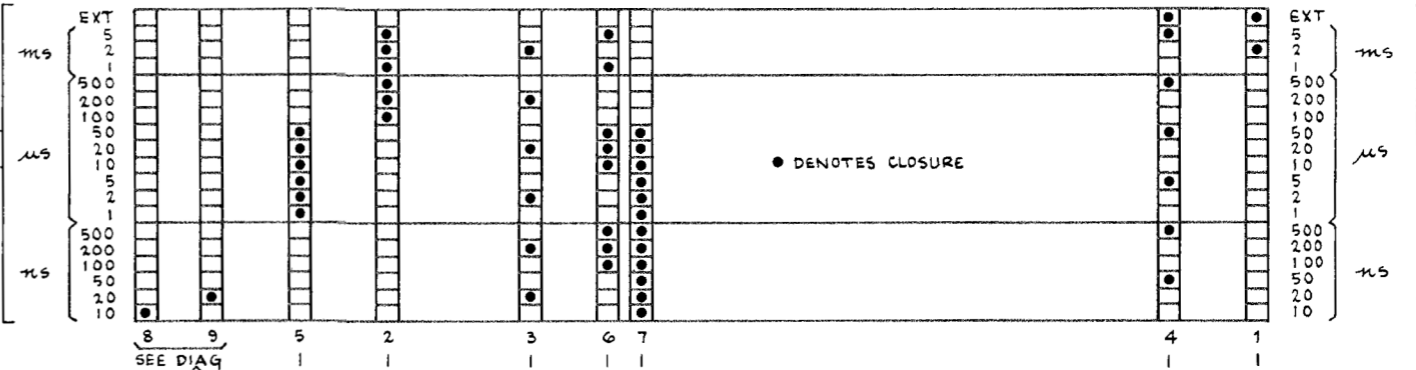 EXT EXT
5 5
ms 2 2 ms
1 1
500 500
200 200
100 100
50 50
μs 20 20 μs
10 ● DENOTES CLOSURE 10
5 5
2 2
1 1
500 500
200 200
100 100
ns 50 50 ns
20 20
10 10
8 9 5 2 3 6 7 4 1
SEE DIAG